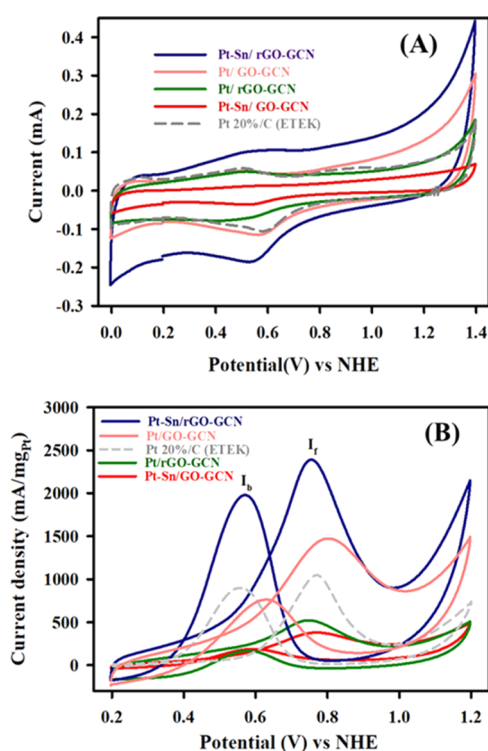 (A)
Pt-Sn/ rGO-GCN
Pt/ GO-GCN
Pt/ rGO-GCN
Pt-Sn/ GO-GCN
Pt 20%/C (ETEK)
Current (mA)
0.4
0.3
0.2
0.1
0.0
-0.1
-0.2
-0.3
0.0 0.2 0.4 0.6 0.8 1.0 1.2 1.4
Potential(V) vs NHE
(B)
Pt-Sn/rGO-GCN
Pt/GO-GCN
Pt 20%/C (ETEK)
Pt/rGO-GCN
Pt-Sn/GO-GCN
If
Ib
Current density (mA/mgPt)
3000
2500
2000
1500
1000
500
0
0.2 0.4 0.6 0.8 1.0 1.2
Potential (V) vs NHE